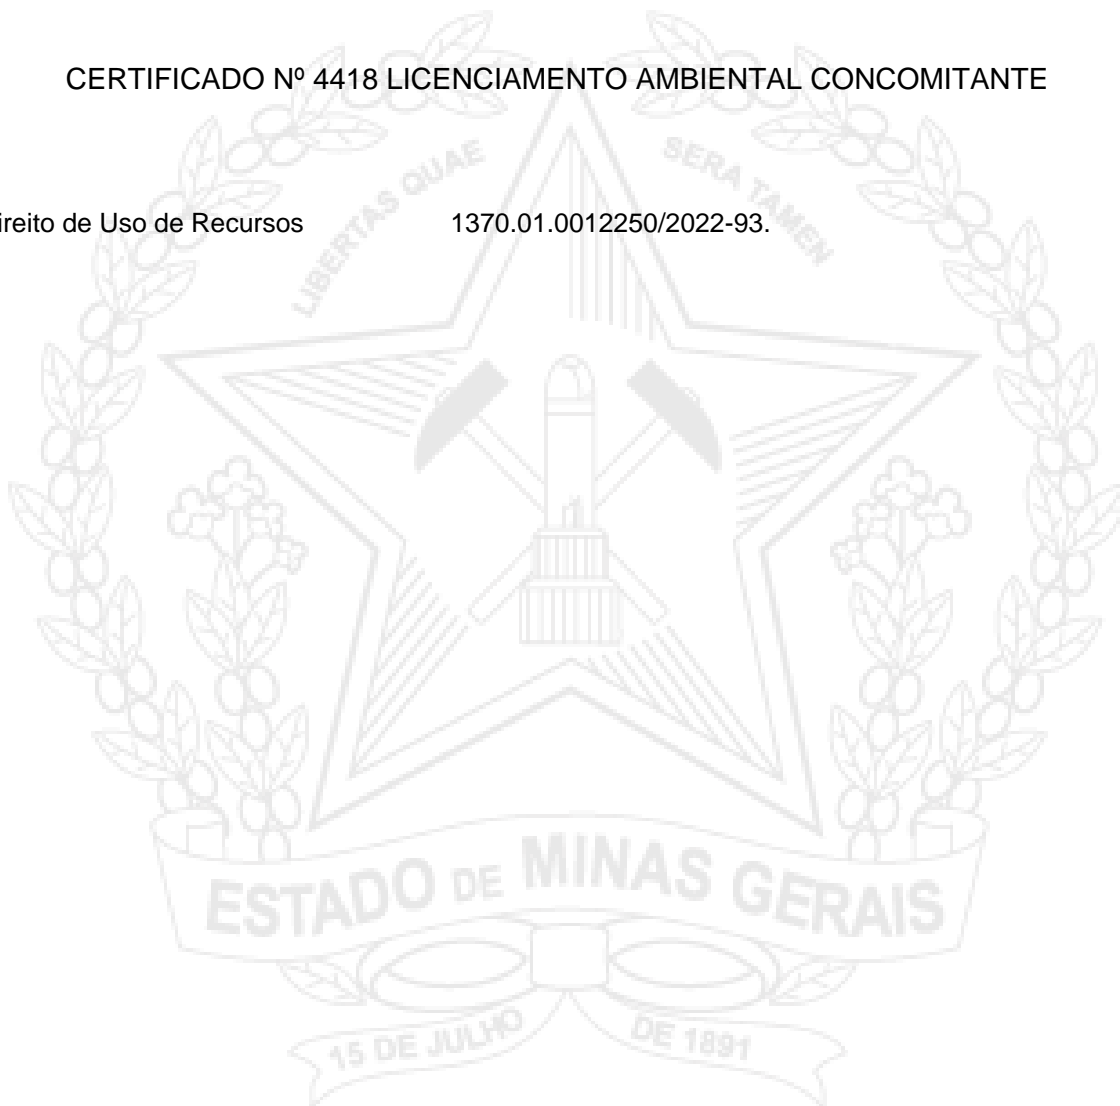 CERTIFICADO Nº 4418 LICENCIAMENTO AMBIENTAL CONCOMITANTE
LIBERTAS QUAE SERA TAMEN
ireito de Uso de Recursos 1370.01.0012250/2022-93.
ESTADO DE MINAS GERAIS
15 DE JULHO DE 1891